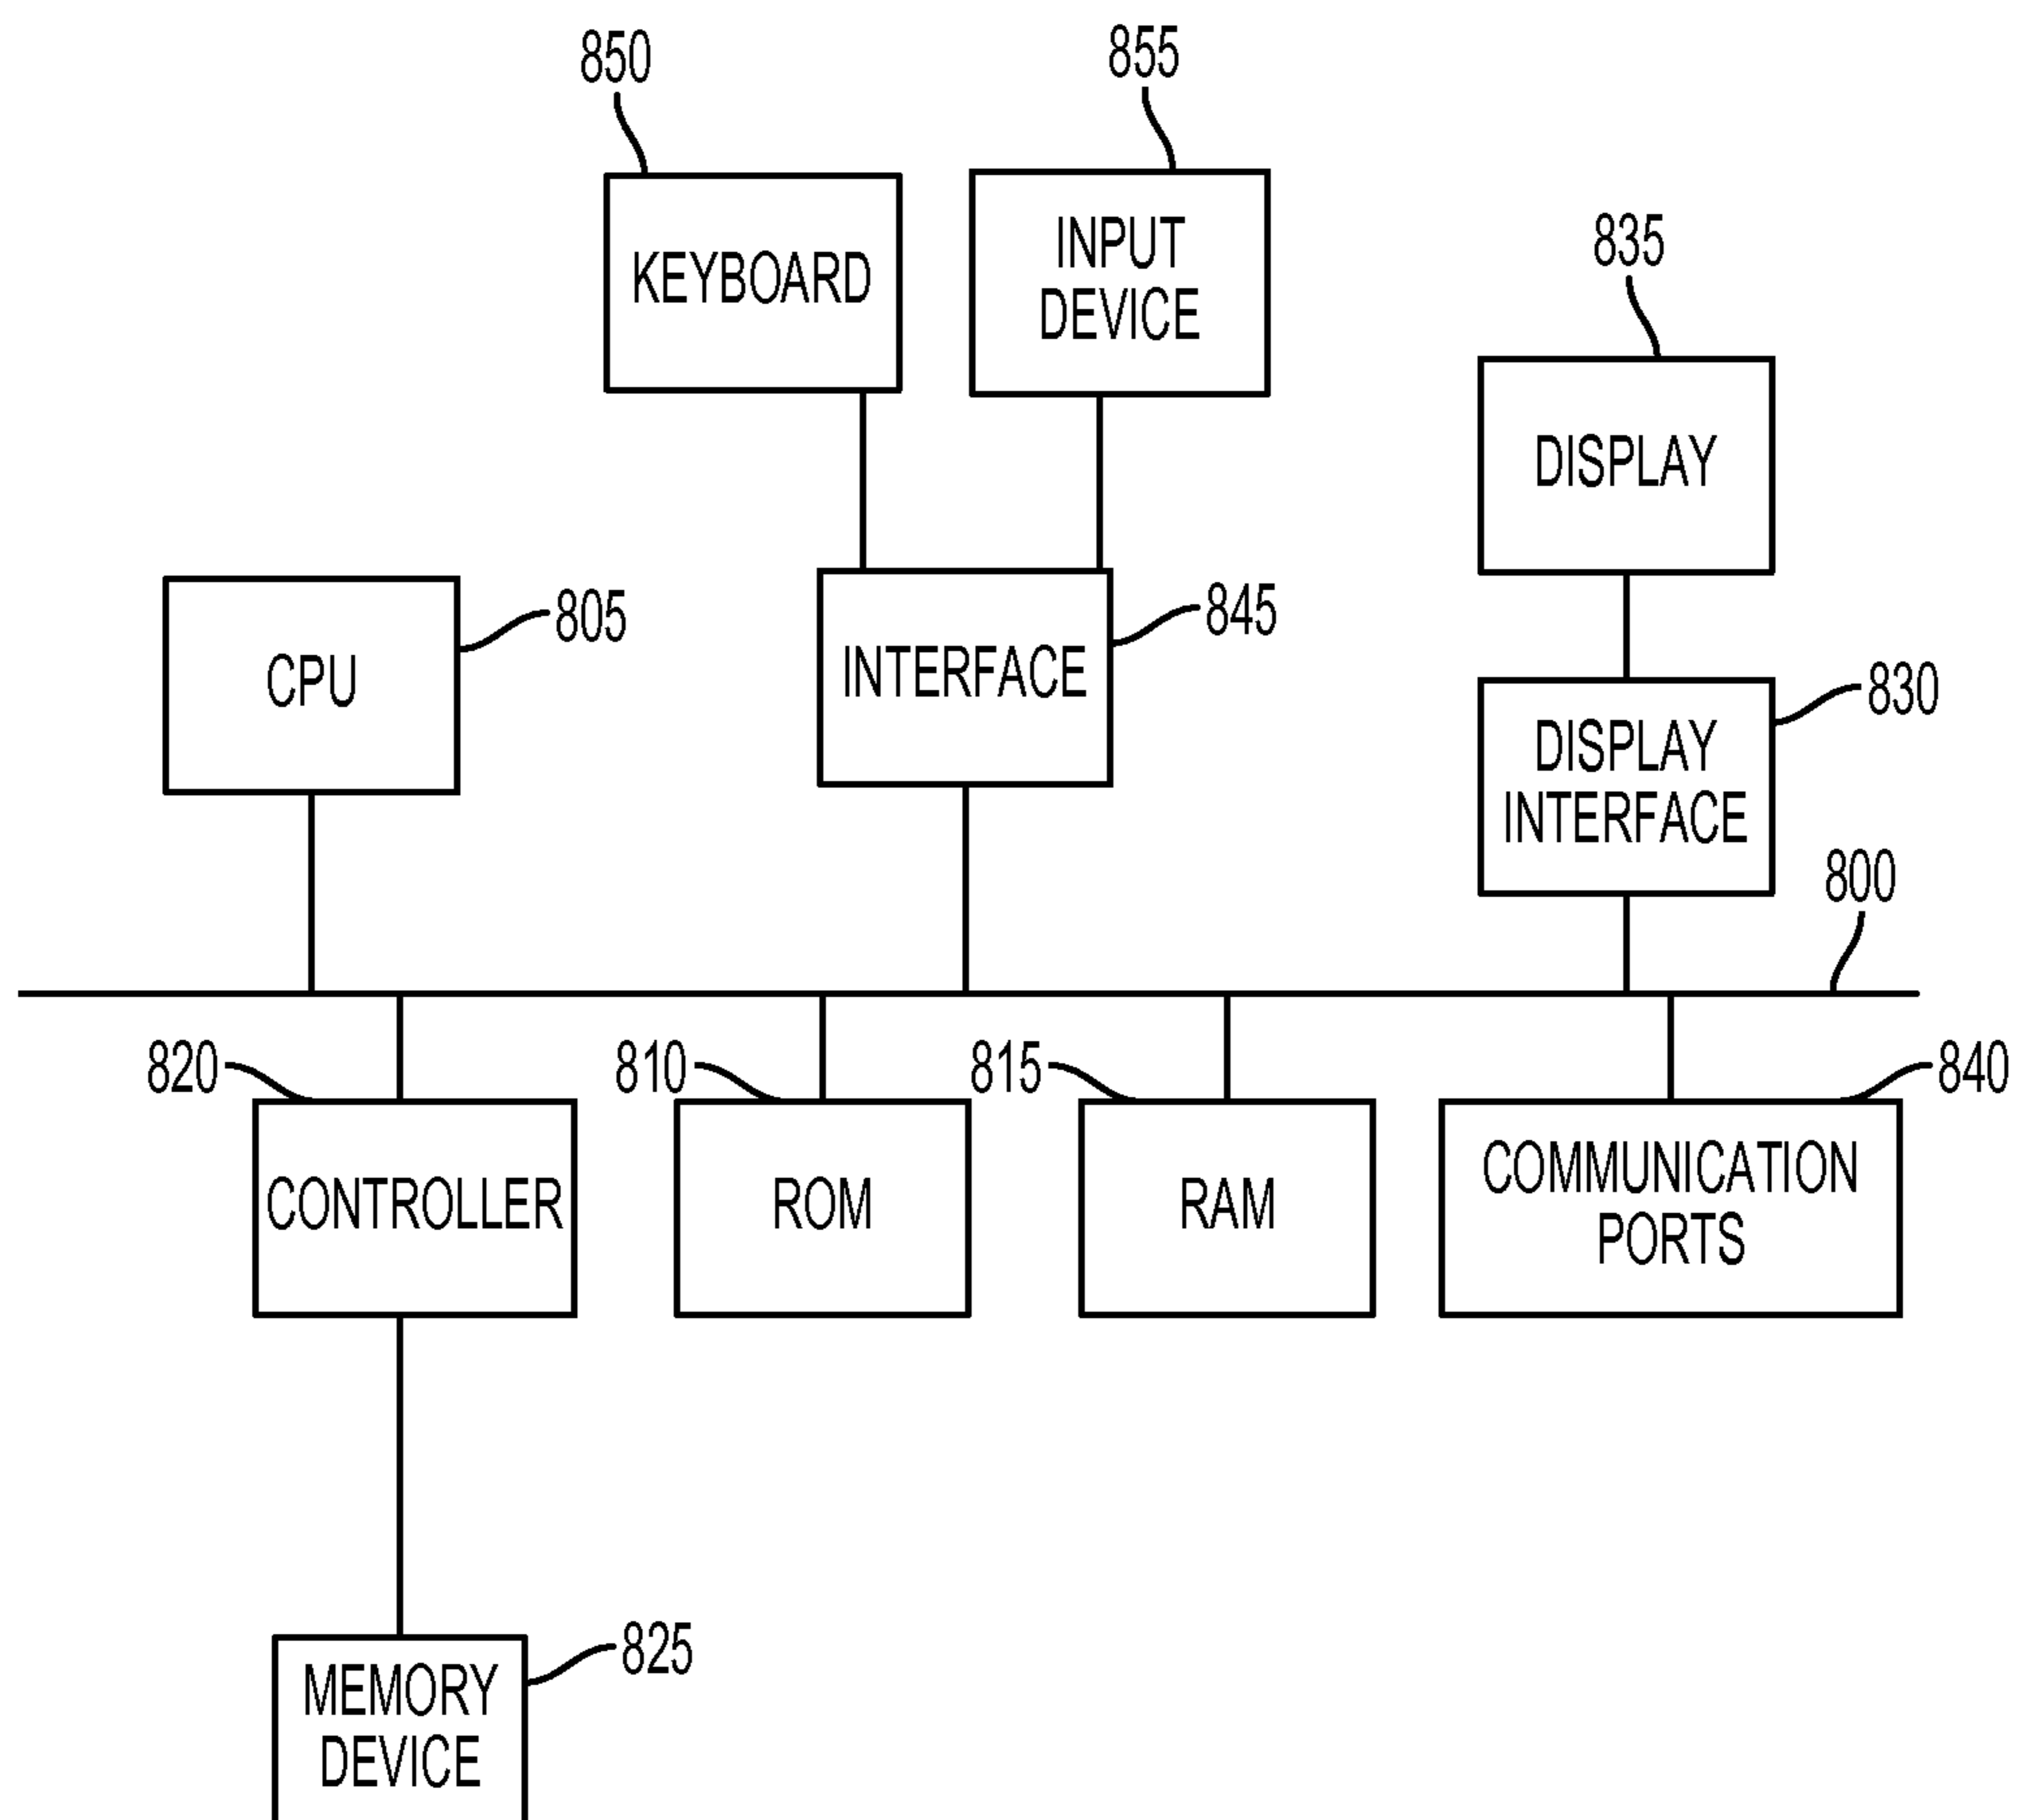 850
855
KEYBOARD
INPUT
DEVICE
835
DISPLAY
805
CPU
845
INTERFACE
830
DISPLAY
INTERFACE
800
820
810
815
840
CONTROLLER
ROM
RAM
COMMUNICATION
PORTS
825
MEMORY
DEVICE